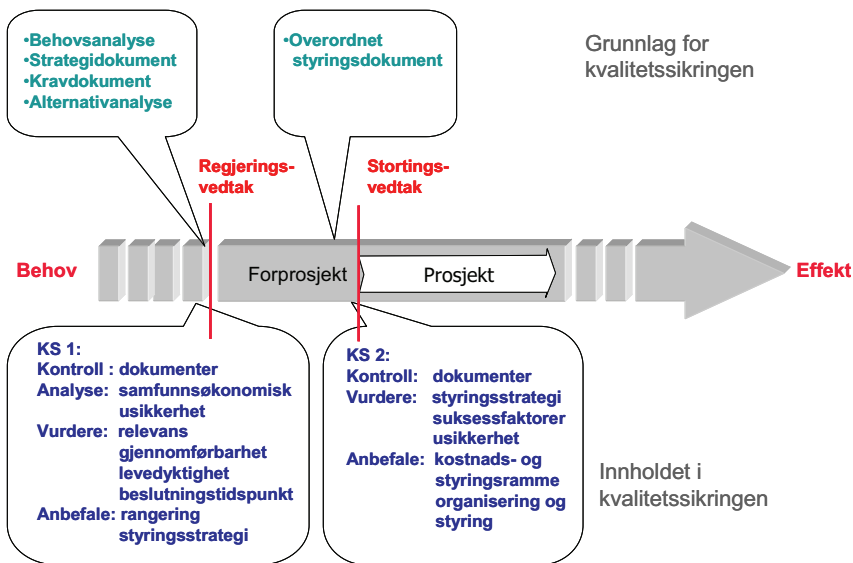 •Behovsanalyse
•Strategidokument
•Kravdokument
•Alternativanalyse
•Overordnet
styringsdokument
Grunnlag for
kvalitetssikringen
Regjerings-
vedtak
Stortings-
vedtak
Behov
Forprosjekt
Prosjekt
Effekt
KS 1:
Kontroll : dokumenter
Analyse: samfunnsøkonomisk
usikkerhet
Vurdere: relevans
gjennomførbarhet
levedyktighet
beslutningstidspunkt
Anbefale: rangering
styringsstrategi
KS 2:
Kontroll: dokumenter
Vurdere: styringsstrategi
suksessfaktorer
usikkerhet
Anbefale: kostnads- og
styringsramme
organisering og
styring
Innholdet i
kvalitetssikringen